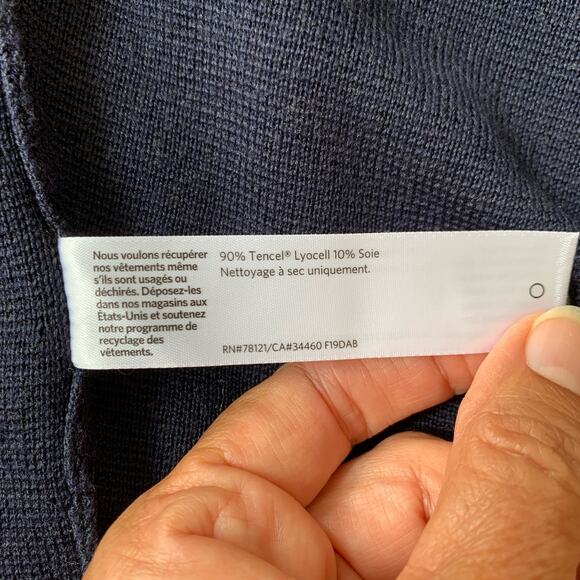 Nous voulons récupérer
nos vêtements même
s'ils sont usagés ou
déchirés. Déposez-les
dans nos magasins aux
États-Unis et soutenez
notre programme de
recyclage des
vêtements.
90% Tencel® Lyocell 10% Soie
Nettoyage à sec uniquement.
RN#78121/CA#34460 F19DAB